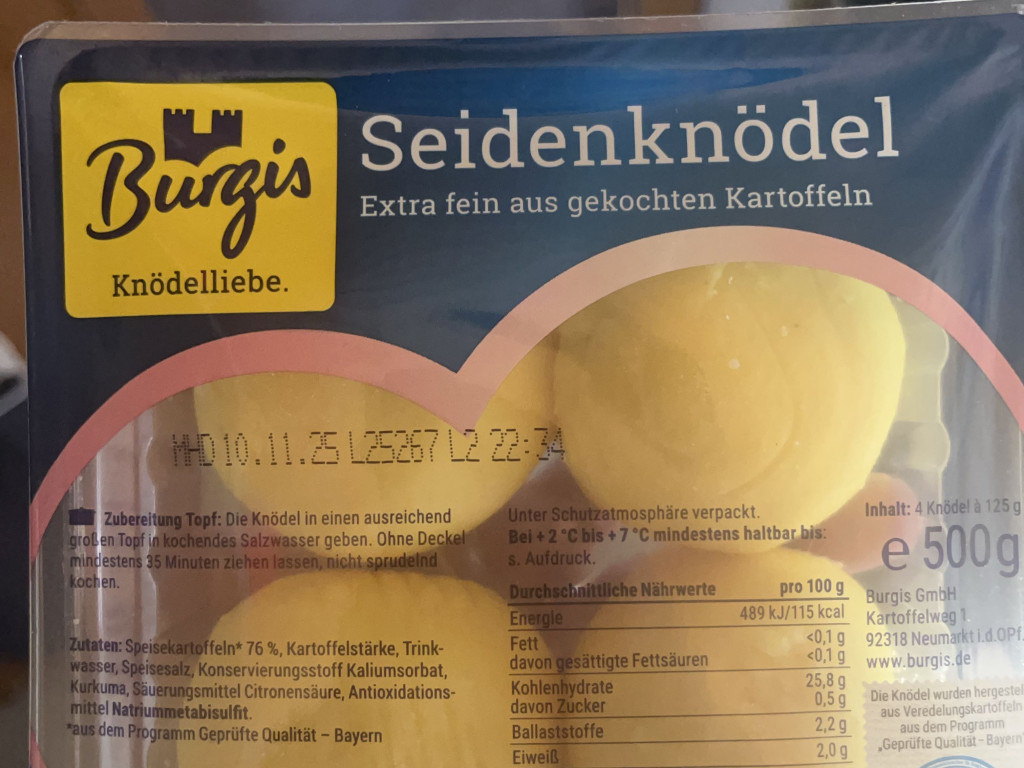 Burgis
Knödelliebe.
Seidenknödel
Extra fein aus gekochten Kartoffeln
MHD 10.11.25 L25267 L2 22:34
Zubereitung Topf: Die Knödel in einen ausreichend
großen Topf in kochendes Salzwasser geben. Ohne Deckel
mindestens 35 Minuten ziehen lassen, nicht sprudelnd
kochen.
Zutaten: Speisekartoffeln* 76 %, Kartoffelstärke, Trink-
wasser, Speisesalz, Konservierungsstoff Kaliumsorbat,
Kurkuma, Säuerungsmittel Citronensäure, Antioxidations-
mittel Natriummetabisulfit.
*aus dem Programm Geprüfte Qualität – Bayern
Unter Schutzatmosphäre verpackt.
Bei + 2 °C bis + 7 °C mindestens haltbar bis:
s. Aufdruck.
Durchschnittliche Nährwerte pro 100 g
Energie 489 kJ/115 kcal
Fett <0,1 g
davon gesättigte Fettsäuren <0,1 g
Kohlenhydrate 25,8 g
davon Zucker 0,5 g
Ballaststoffe 2,2 g
Eiweiß 2,0 g
Inhalt: 4 Knödel à 125 g
e 500g
Burgis GmbH
Kartoffelweg 1
92318 Neumarkt i.d.OPf.
www.burgis.de
Die Knödel wurden hergestel
aus Veredelungskartoffeln
aus dem Programm
„Geprüfte Qualität – Bayern"